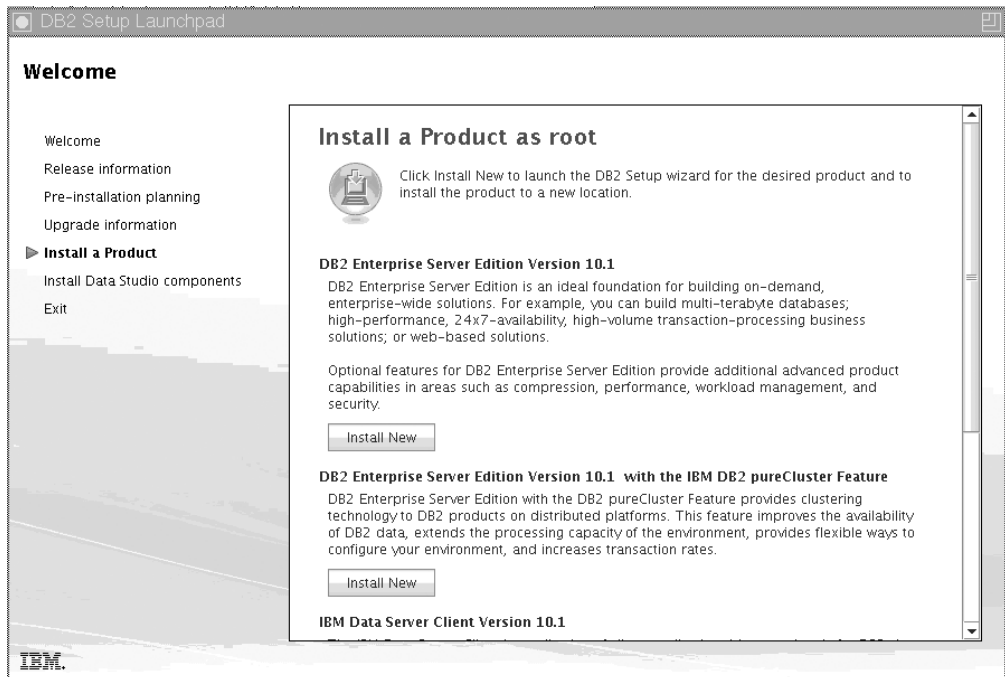 DB2 Setup Launchpad
Welcome
Welcome
Release information
Pre-installation planning
Upgrade information
Install a Product
Install Data Studio components
Exit
Install a Product as root
Click Install New to launch the DB2 Setup wizard for the desired product and to
install the product to a new location.
DB2 Enterprise Server Edition Version 10.1
DB2 Enterprise Server Edition is an ideal foundation for building on-demand,
enterprise-wide solutions. For example, you can build multi-terabyte databases;
high-performance, 24x7-availability, high-volume transaction-processing business
solutions; or web-based solutions.
Optional features for DB2 Enterprise Server Edition provide additional advanced product
capabilities in areas such as compression, performance, workload management, and
security.
Install New
DB2 Enterprise Server Edition Version 10.1 with the IBM DB2 pureCluster Feature
DB2 Enterprise Server Edition with the DB2 pureCluster Feature provides clustering
technology to DB2 products on distributed platforms. This feature improves the availability
of DB2 data, extends the processing capacity of the environment, provides flexible ways to
configure your environment, and increases transaction rates.
Install New
IBM Data Server Client Version 10.1
IBM.